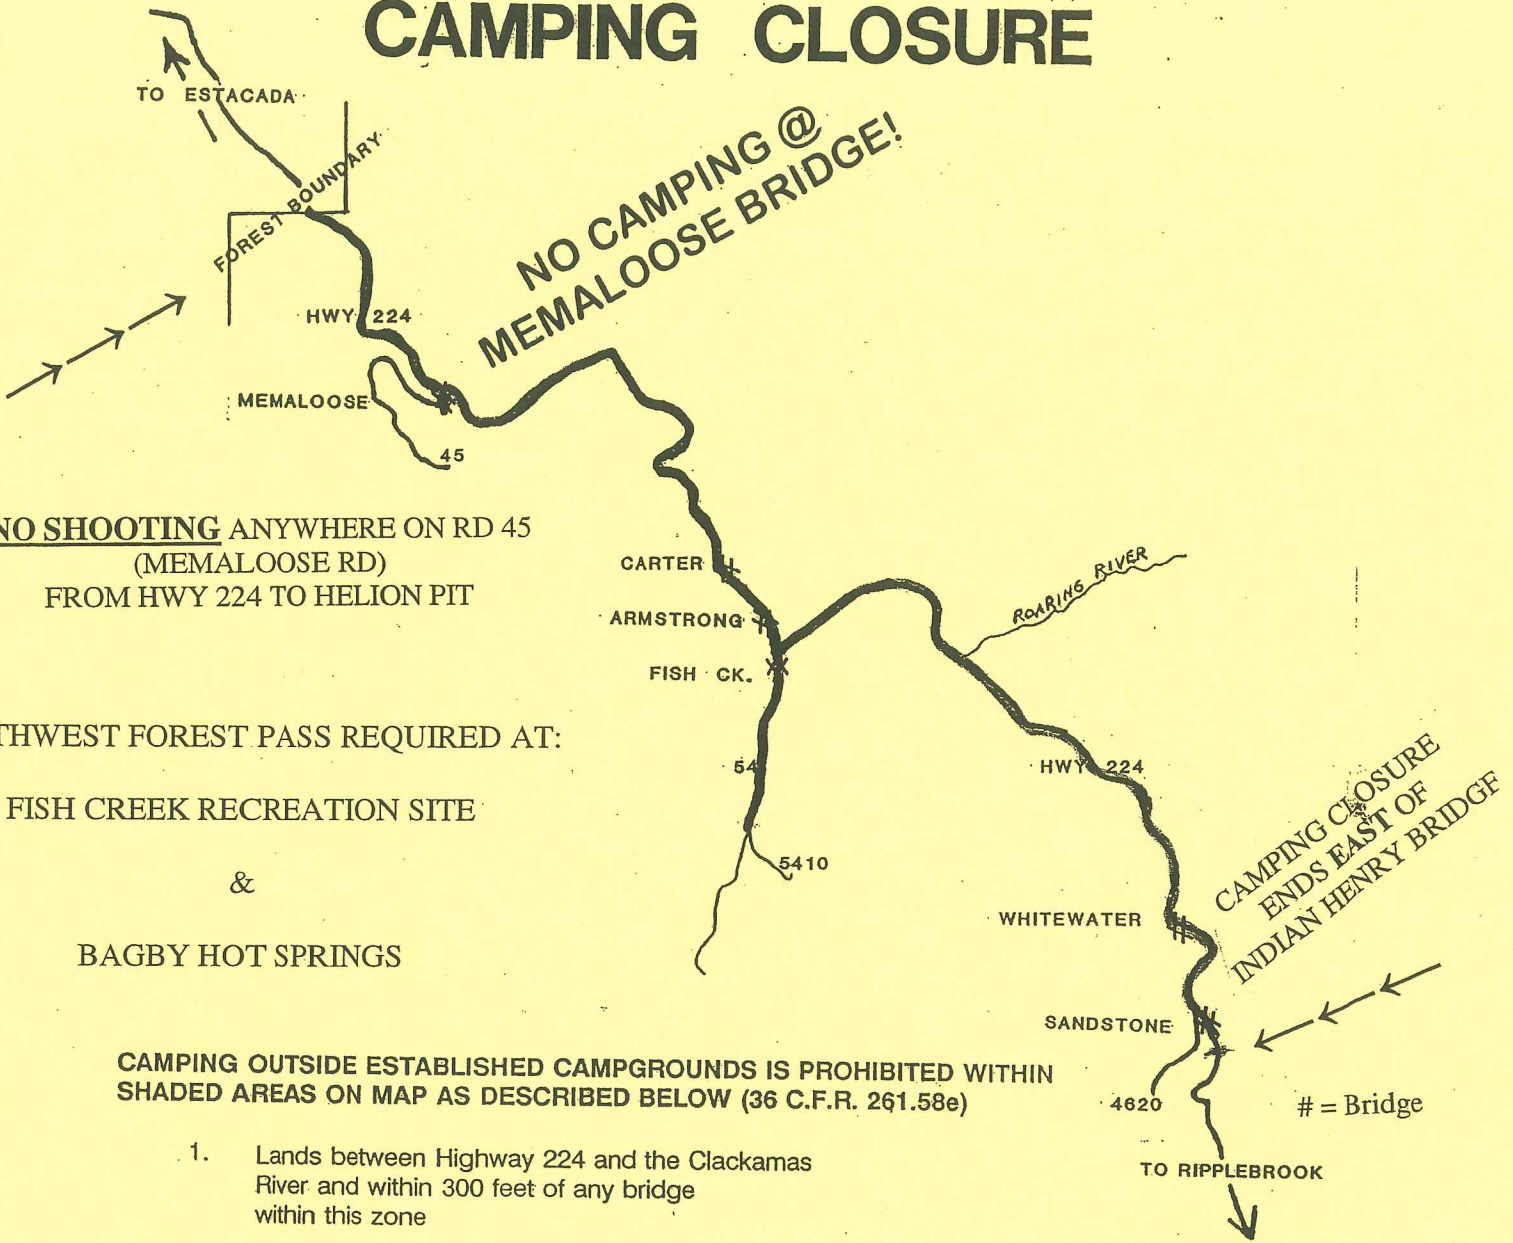 CAMPING CLOSURE
TO ESTACADA
FOREST BOUNDARY
NO CAMPING @
MEMALOOSE BRIDGE!
HWY 224
MEMALOOSE
45
NO SHOOTING ANYWHERE ON RD 45
(MEMALOOSE RD)
FROM HWY 224 TO HELION PIT
CARTER
ARMSTRONG
FISH CK.
ROARING RIVER
THWEST FOREST PASS REQUIRED AT:
FISH CREEK RECREATION SITE
&
BAGBY HOT SPRINGS
54
HWY 224
5410
CAMPING CLOSURE
ENDS EAST OF
INDIAN HENRY BRIDGE
WHITEWATER
SANDSTONE
4620
# = Bridge
TO RIPPLEBROOK
CAMPING OUTSIDE ESTABLISHED CAMPGROUNDS IS PROHIBITED WITHIN
SHADED AREAS ON MAP AS DESCRIBED BELOW (36 C.F.R. 261.58e)
1. Lands between Highway 224 and the Clackamas
River and within 300 feet of any bridge
within this zone